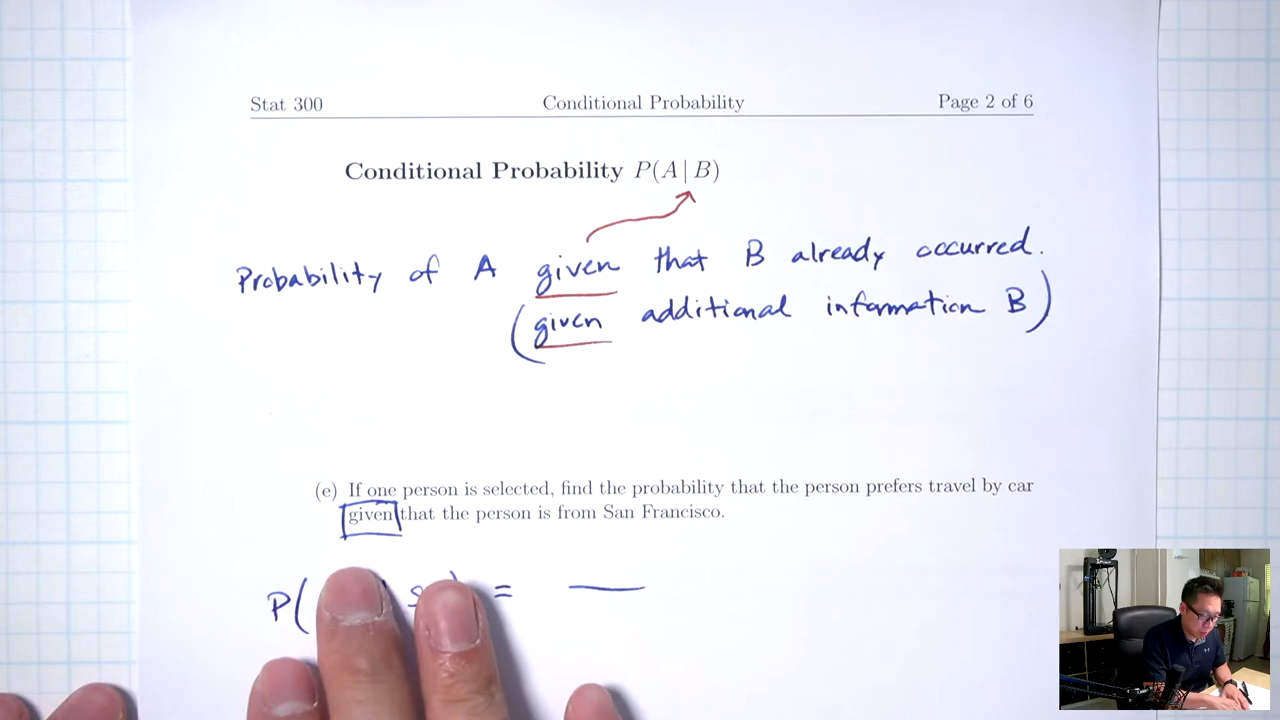 Stat 300 Conditional Probability Page 2 of 6
Conditional Probability P(A | B)
Probability of A given that B already occurred.
(given additional information B)
(e) If one person is selected, find the probability that the person prefers travel by car
given that the person is from San Francisco.
P( S ) =